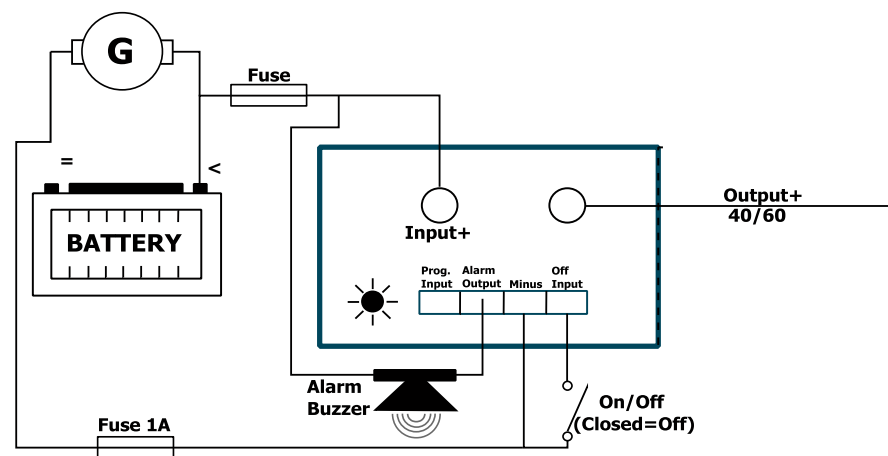 G
Fuse
=
<
BATTERY
Input+
Output+
40/60
Prog.
Input
Alarm
Output
Minus
Off
Input
Alarm
Buzzer
On/Off
(Closed=Off)
Fuse 1A